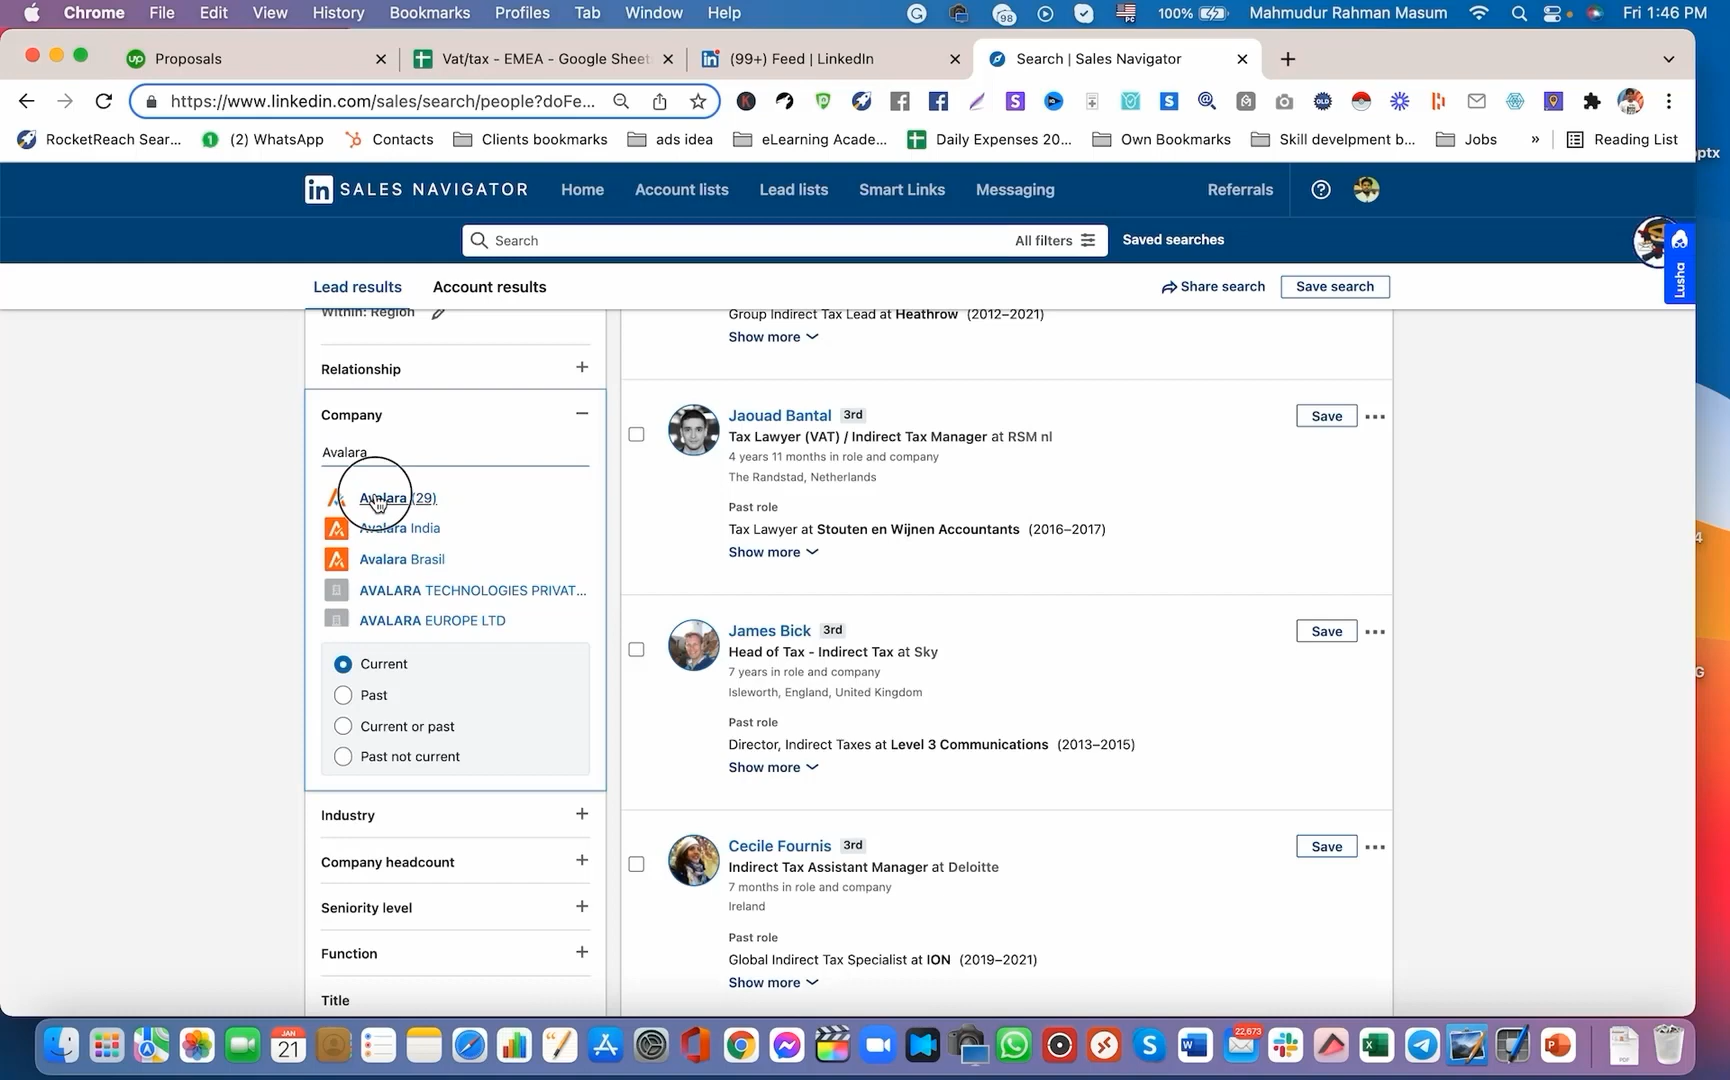 Chrome File Edit View History Bookmarks Profiles Tab Window Help 98 100% Mahmudur Rahman Masum Fri 1:46 PM
Proposals Vat/tax - EMEA - Google Sheet (99+) Feed | LinkedIn Search | Sales Navigator
https://www.linkedin.com/sales/search/people?doFe...
RocketReach Sear... (2) WhatsApp Contacts Clients bookmarks ads idea eLearning Acade... Daily Expenses 20... Own Bookmarks Skill develpment b... Jobs » Reading List
pptx
in SALES NAVIGATOR Home Account lists Lead lists Smart Links Messaging Referrals
Search All filters Saved searches
Lusha
Lead results Account results Share search Save search
Within: Region
Relationship
Company
Avalara
Avalara (29)
Avalara India
Avalara Brasil
AVALARA TECHNOLOGIES PRIVAT...
AVALARA EUROPE LTD
Current
Past
Current or past
Past not current
Industry
Company headcount
Seniority level
Function
Title
Group Indirect Tax Lead at Heathrow (2012–2021)
Show more
Jaouad Bantal 3rd Save
Tax Lawyer (VAT) / Indirect Tax Manager at RSM nl
4 years 11 months in role and company
The Randstad, Netherlands
Past role
Tax Lawyer at Stouten en Wijnen Accountants (2016–2017)
Show more
James Bick 3rd Save
Head of Tax - Indirect Tax at Sky
7 years in role and company
Isleworth, England, United Kingdom
Past role
Director, Indirect Taxes at Level 3 Communications (2013–2015)
Show more
Cecile Fournis 3rd Save
Indirect Tax Assistant Manager at Deloitte
7 months in role and company
Ireland
Past role
Global Indirect Tax Specialist at ION (2019–2021)
Show more
4
G
JAN
21
22,673
PDF